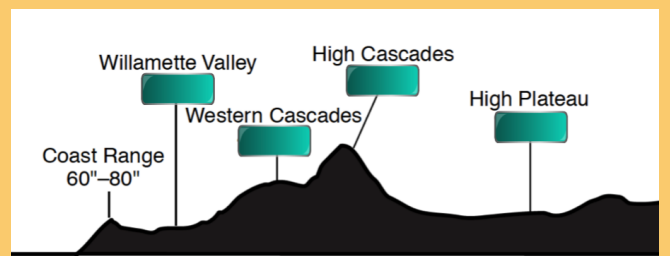 High Cascades
Willamette Valley
High Plateau
Western Cascades
Coast Range
60"–80"